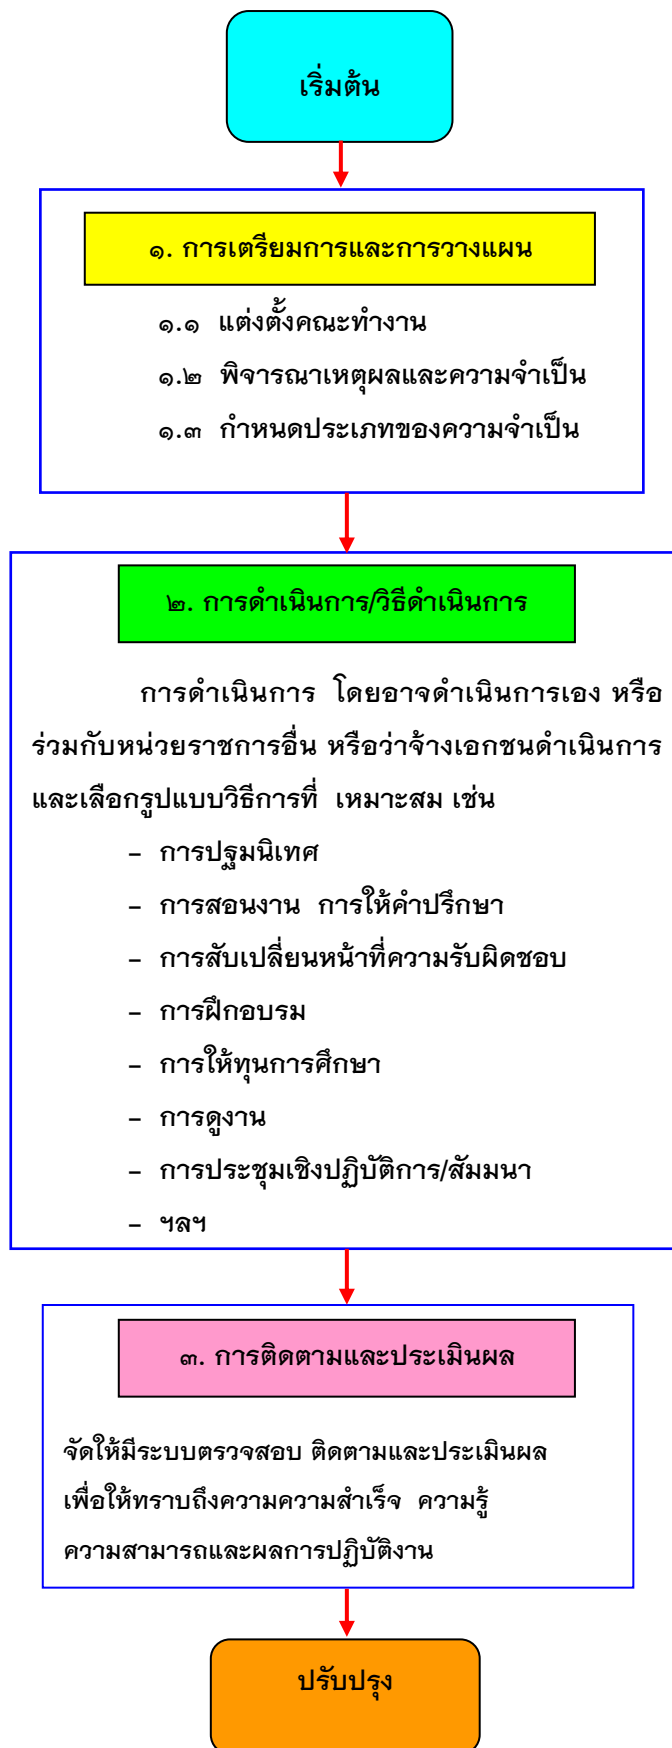 เริ่มต้น
๑. การเตรียมการและการวางแผน
๑.๑ แต่งตั้งคณะทำงาน
๑.๒ พิจารณาเหตุผลและความจำเป็น
๑.๓ กำหนดประเภทของความจำเป็น
๒. การดำเนินการ/วิธีดำเนินการ
การดำเนินการ โดยอาจดำเนินการเอง หรือ
ร่วมกับหน่วยราชการอื่น หรือว่าจ้างเอกชนดำเนินการ
และเลือกรูปแบบวิธีการที่ เหมาะสม เช่น
- การปฐมนิเทศ
- การสอนงาน การให้คำปรึกษา
- การสับเปลี่ยนหน้าที่ความรับผิดชอบ
- การฝึกอบรม
- การให้ทุนการศึกษา
- การดูงาน
- การประชุมเชิงปฏิบัติการ/สัมมนา
- ฯลฯ
๓. การติดตามและประเมินผล
จัดให้มีระบบตรวจสอบ ติดตามและประเมินผล
เพื่อให้ทราบถึงความความสำเร็จ ความรู้
ความสามารถและผลการปฏิบัติงาน
ปรับปรุง